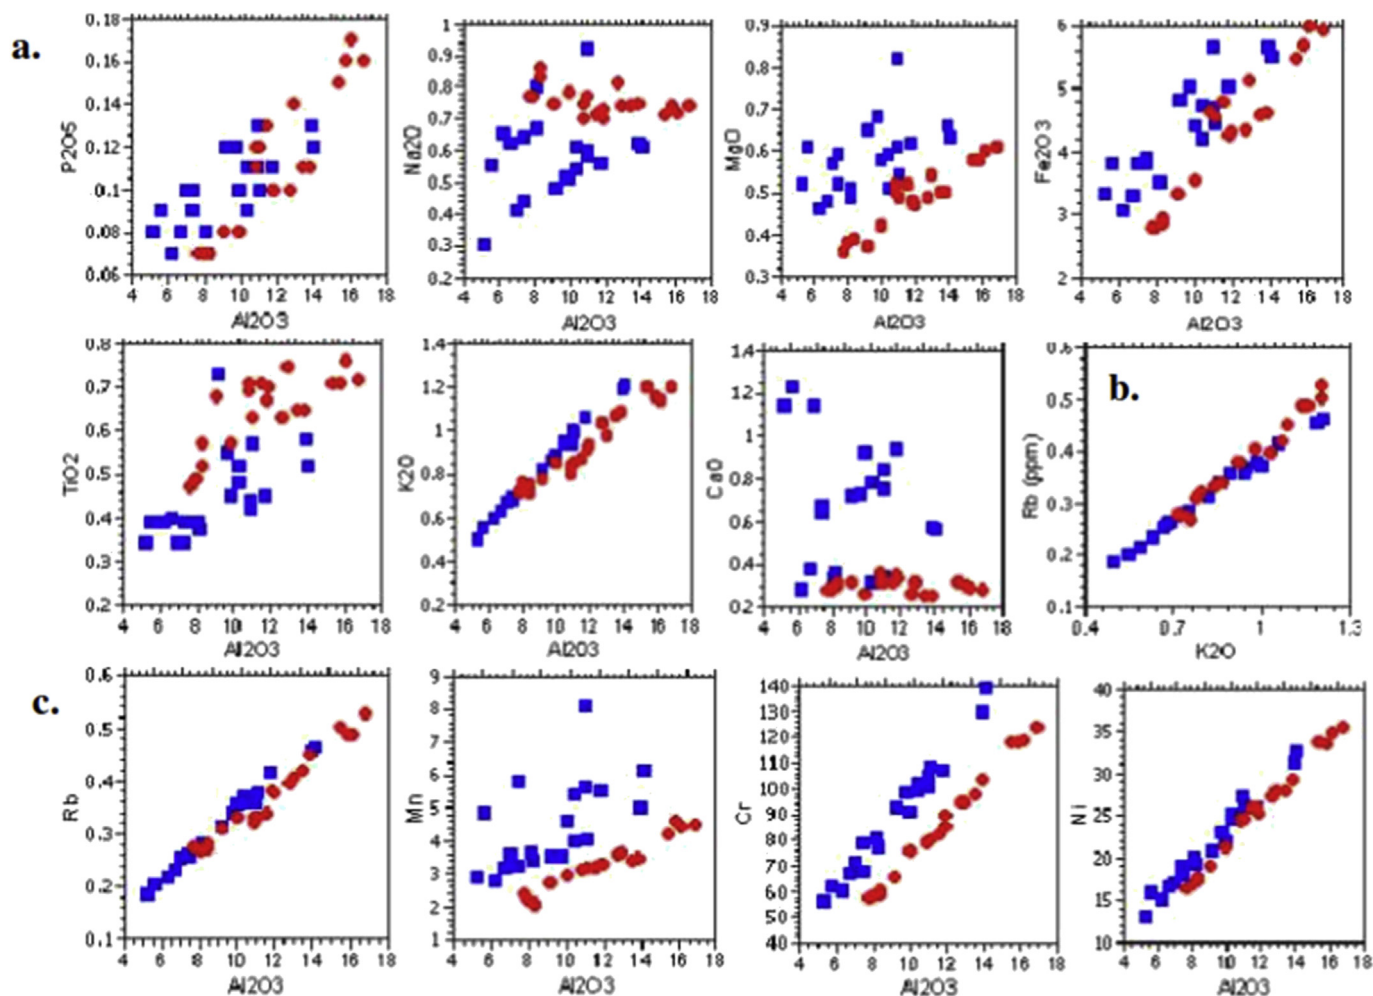 a.
0.18
0.16
0.14
0.12
0.1
0.08
0.06
P2O5
4 6 8 10 12 14 16 18
Al2O3
1
0.9
0.8
0.7
0.6
0.5
0.4
0.3
0.2
Na2O
4 6 8 10 12 14 16 18
Al2O3
0.9
0.8
0.7
0.6
0.5
0.4
0.3
MgO
4 6 8 10 12 14 16 18
Al2O3
6
5
4
3
2
Fe2O3
4 6 8 10 12 14 16 18
Al2O3
0.8
0.7
0.6
0.5
0.4
0.3
0.2
TiO2
4 6 8 10 12 14 16 18
Al2O3
1.4
1.2
1.0
0.8
0.6
0.4
0.2
K2O
4 6 8 10 12 14 16 18
Al2O3
1.4
1.2
1
0.8
0.6
0.4
0.2
CaO
4 6 8 10 12 14 16 18
Al2O3
b.
0.6
0.5
0.4
0.3
0.2
0.1
Rb (ppm)
0.4 0.7 1 1.3
K2O
c.
0.6
0.5
0.4
0.3
0.2
0.1
Rb
4 6 8 10 12 14 16 18
Al2O3
9
8
7
6
5
4
3
2
1
Mn
4 6 8 10 12 14 16 18
Al2O3
140
130
120
110
100
90
80
70
60
50
40
Cr
4 6 8 10 12 14 16 18
Al2O3
40
35
30
25
20
15
10
Ni
4 6 8 10 12 14 16 18
Al2O3